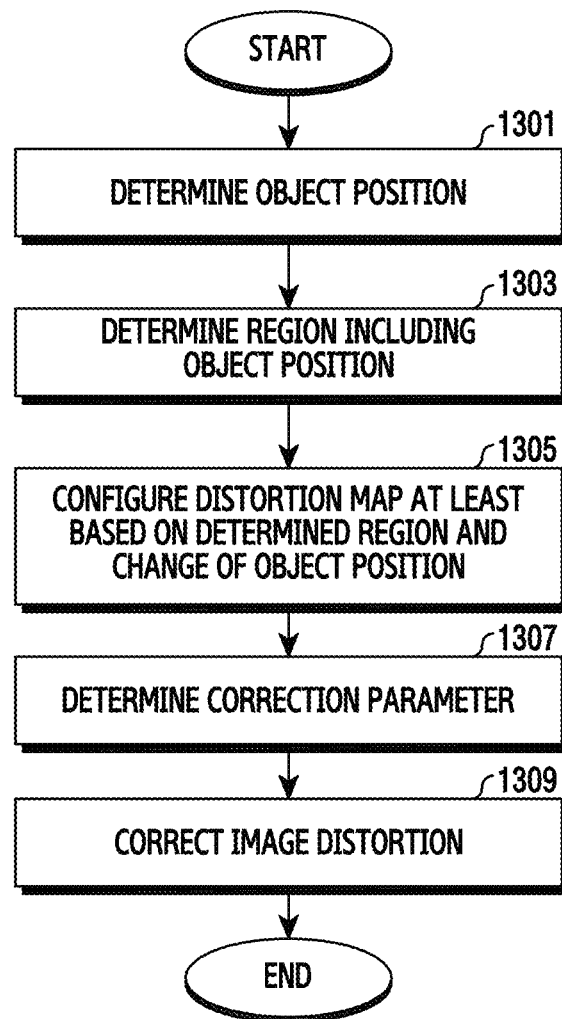 START
1301
DETERMINE OBJECT POSITION
1303
DETERMINE REGION INCLUDING
OBJECT POSITION
1305
CONFIGURE DISTORTION MAP AT LEAST
BASED ON DETERMINED REGION AND
CHANGE OF OBJECT POSITION
1307
DETERMINE CORRECTION PARAMETER
1309
CORRECT IMAGE DISTORTION
END